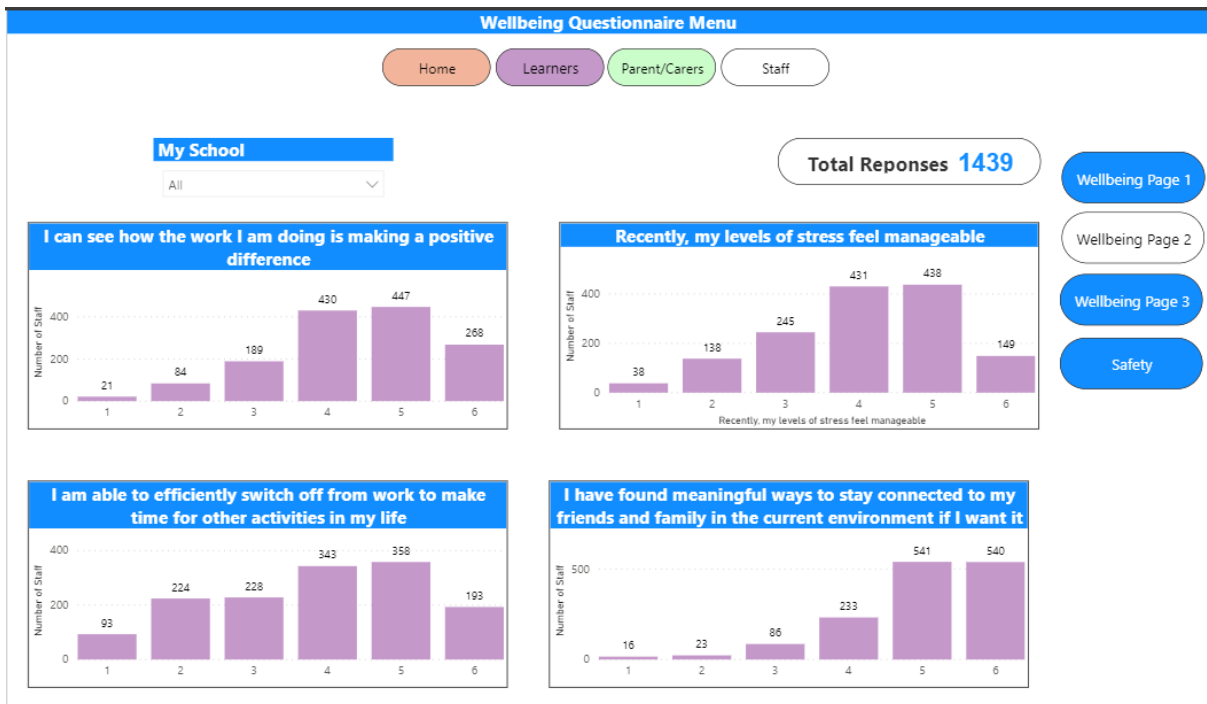 Wellbeing Questionnaire Menu
Home
Learners
Parent/Carers
Staff
My School
All
Total Reponses 1439
Wellbeing Page 1
Wellbeing Page 2
Wellbeing Page 3
Safety
I can see how the work I am doing is making a positive
difference
Number of Staff
400
200
0
21
84
189
430
447
268
1 2 3 4 5 6
Recently, my levels of stress feel manageable
Number of Staff
400
200
0
38
138
245
431
438
149
1 2 3 4 5 6
Recently, my levels of stress feel manageable
I am able to efficiently switch off from work to make
time for other activities in my life
Number of Staff
400
200
0
93
224
228
343
358
193
1 2 3 4 5 6
I have found meaningful ways to stay connected to my
friends and family in the current environment if I want it
Number of Staff
500
0
16
23
86
233
541
540
1 2 3 4 5 6